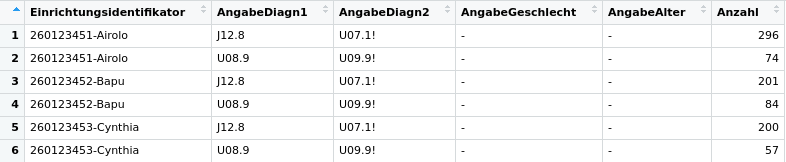 Einrichtungsidentifikator AngabeDiagn1 AngabeDiagn2 AngabeGeschlecht AngabeAlter Anzahl
1 260123451-Airolo J12.8 U07.1! - - 296
2 260123451-Airolo U08.9 U09.9! - - 74
3 260123452-Bapu J12.8 U07.1! - - 201
4 260123452-Bapu U08.9 U09.9! - - 84
5 260123453-Cynthia J12.8 U07.1! - - 200
6 260123453-Cynthia U08.9 U09.9! - - 57